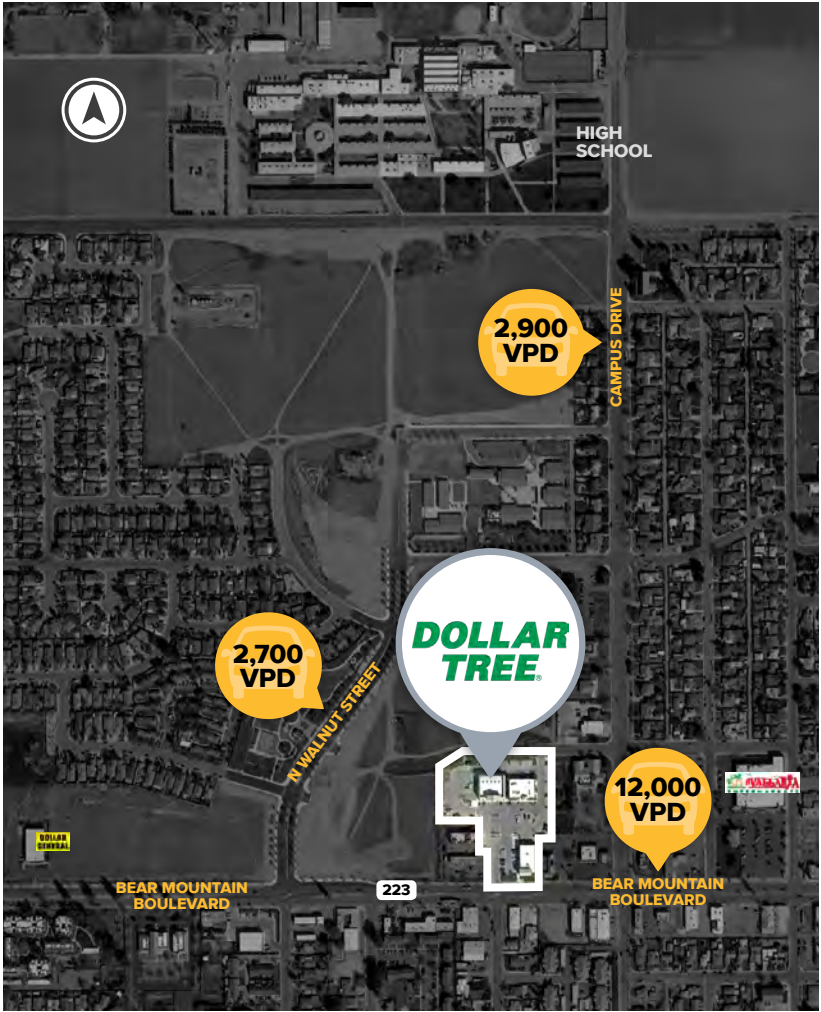 HIGH
SCHOOL
2,900
VPD
CAMPUS DRIVE
DOLLAR
TREE®
2,700
VPD
N WALNUT STREET
12,000
VPD
VALLARTA
DOLLAR
GENERAL
BEAR MOUNTAIN
BOULEVARD
223
BEAR MOUNTAIN
BOULEVARD